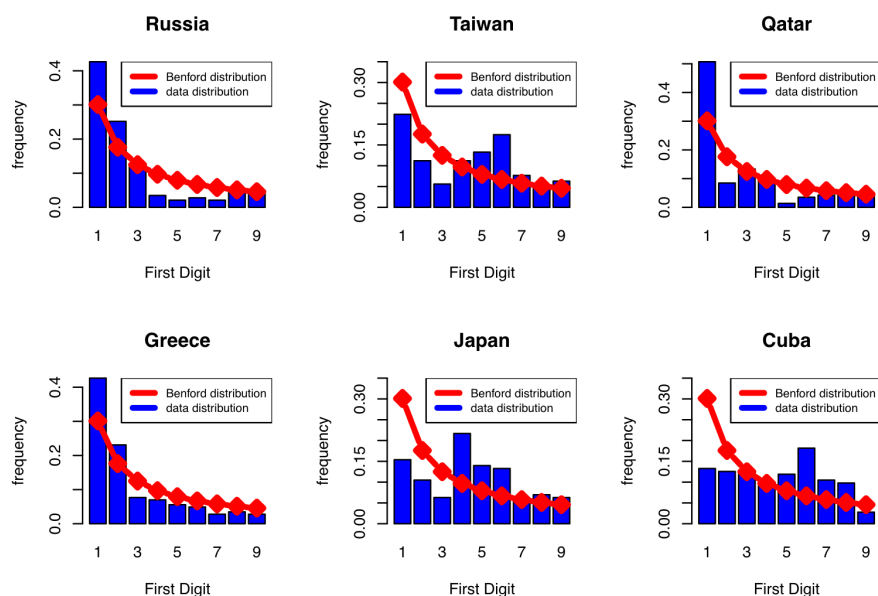 Russia
frequency
0.0
0.2
0.4
Benford distribution
data distribution
1 3 5 7 9
First Digit
Taiwan
frequency
0.00
0.15
0.30
Benford distribution
data distribution
1 3 5 7 9
First Digit
Qatar
frequency
0.0
0.2
0.4
Benford distribution
data distribution
1 3 5 7 9
First Digit
Greece
frequency
0.0
0.2
0.4
Benford distribution
data distribution
1 3 5 7 9
First Digit
Japan
frequency
0.00
0.15
0.30
Benford distribution
data distribution
1 3 5 7 9
First Digit
Cuba
frequency
0.00
0.15
0.30
Benford distribution
data distribution
1 3 5 7 9
First Digit